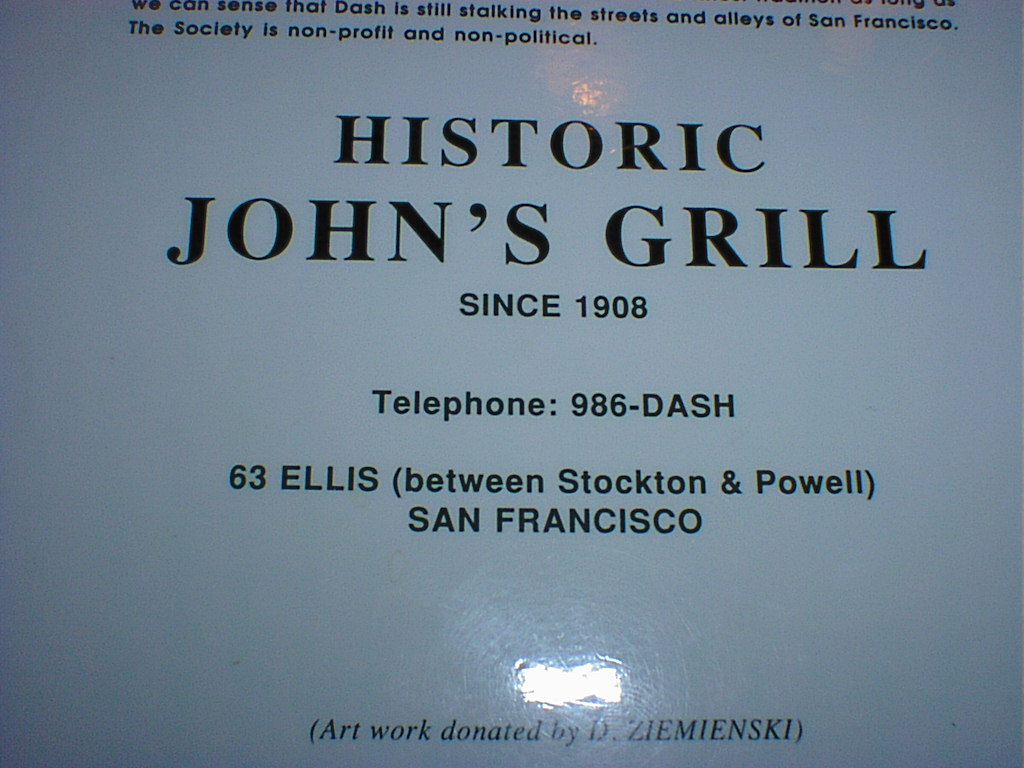 we can sense that Dash is still stalking the streets and alleys of San Francisco.
The Society is non-profit and non-political.
HISTORIC
JOHN'S GRILL
SINCE 1908
Telephone: 986-DASH
63 ELLIS (between Stockton & Powell)
SAN FRANCISCO
(Art work donated by D. ZIEMIENSKI)